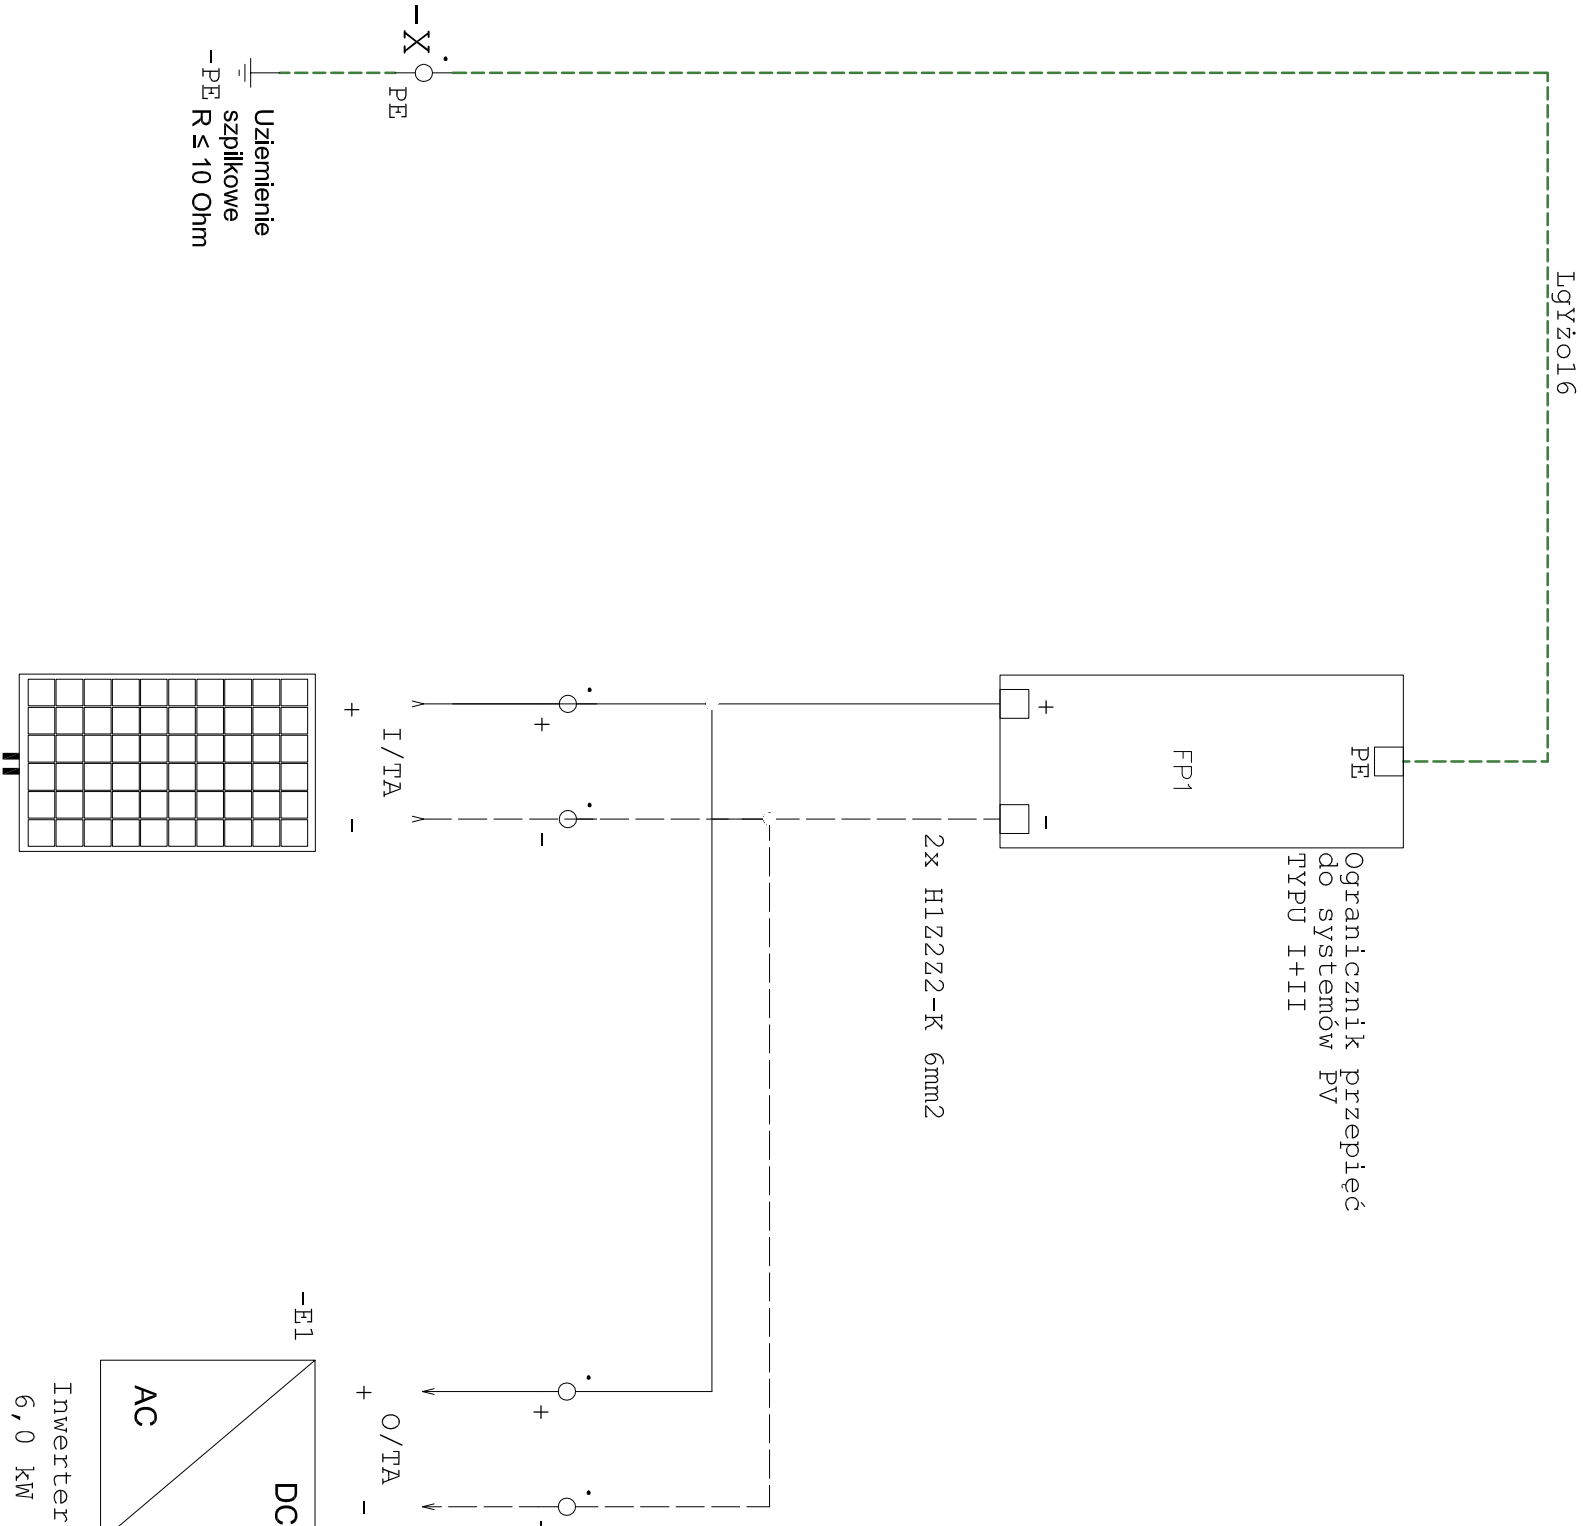 LgYżo16
PE
FP1
+
-
Ogranicznik przepięć
do systemów PV
TYPU I+II
2x H1Z2Z2-K 6mm2
-X
PE
-PE
Uziemienie
szpilkowe
R ≤ 10 Ohm
+
-
I/TA
+
-
+
-
O/TA
+
-
-E1
DC
AC
Inwerter
6,0 kW